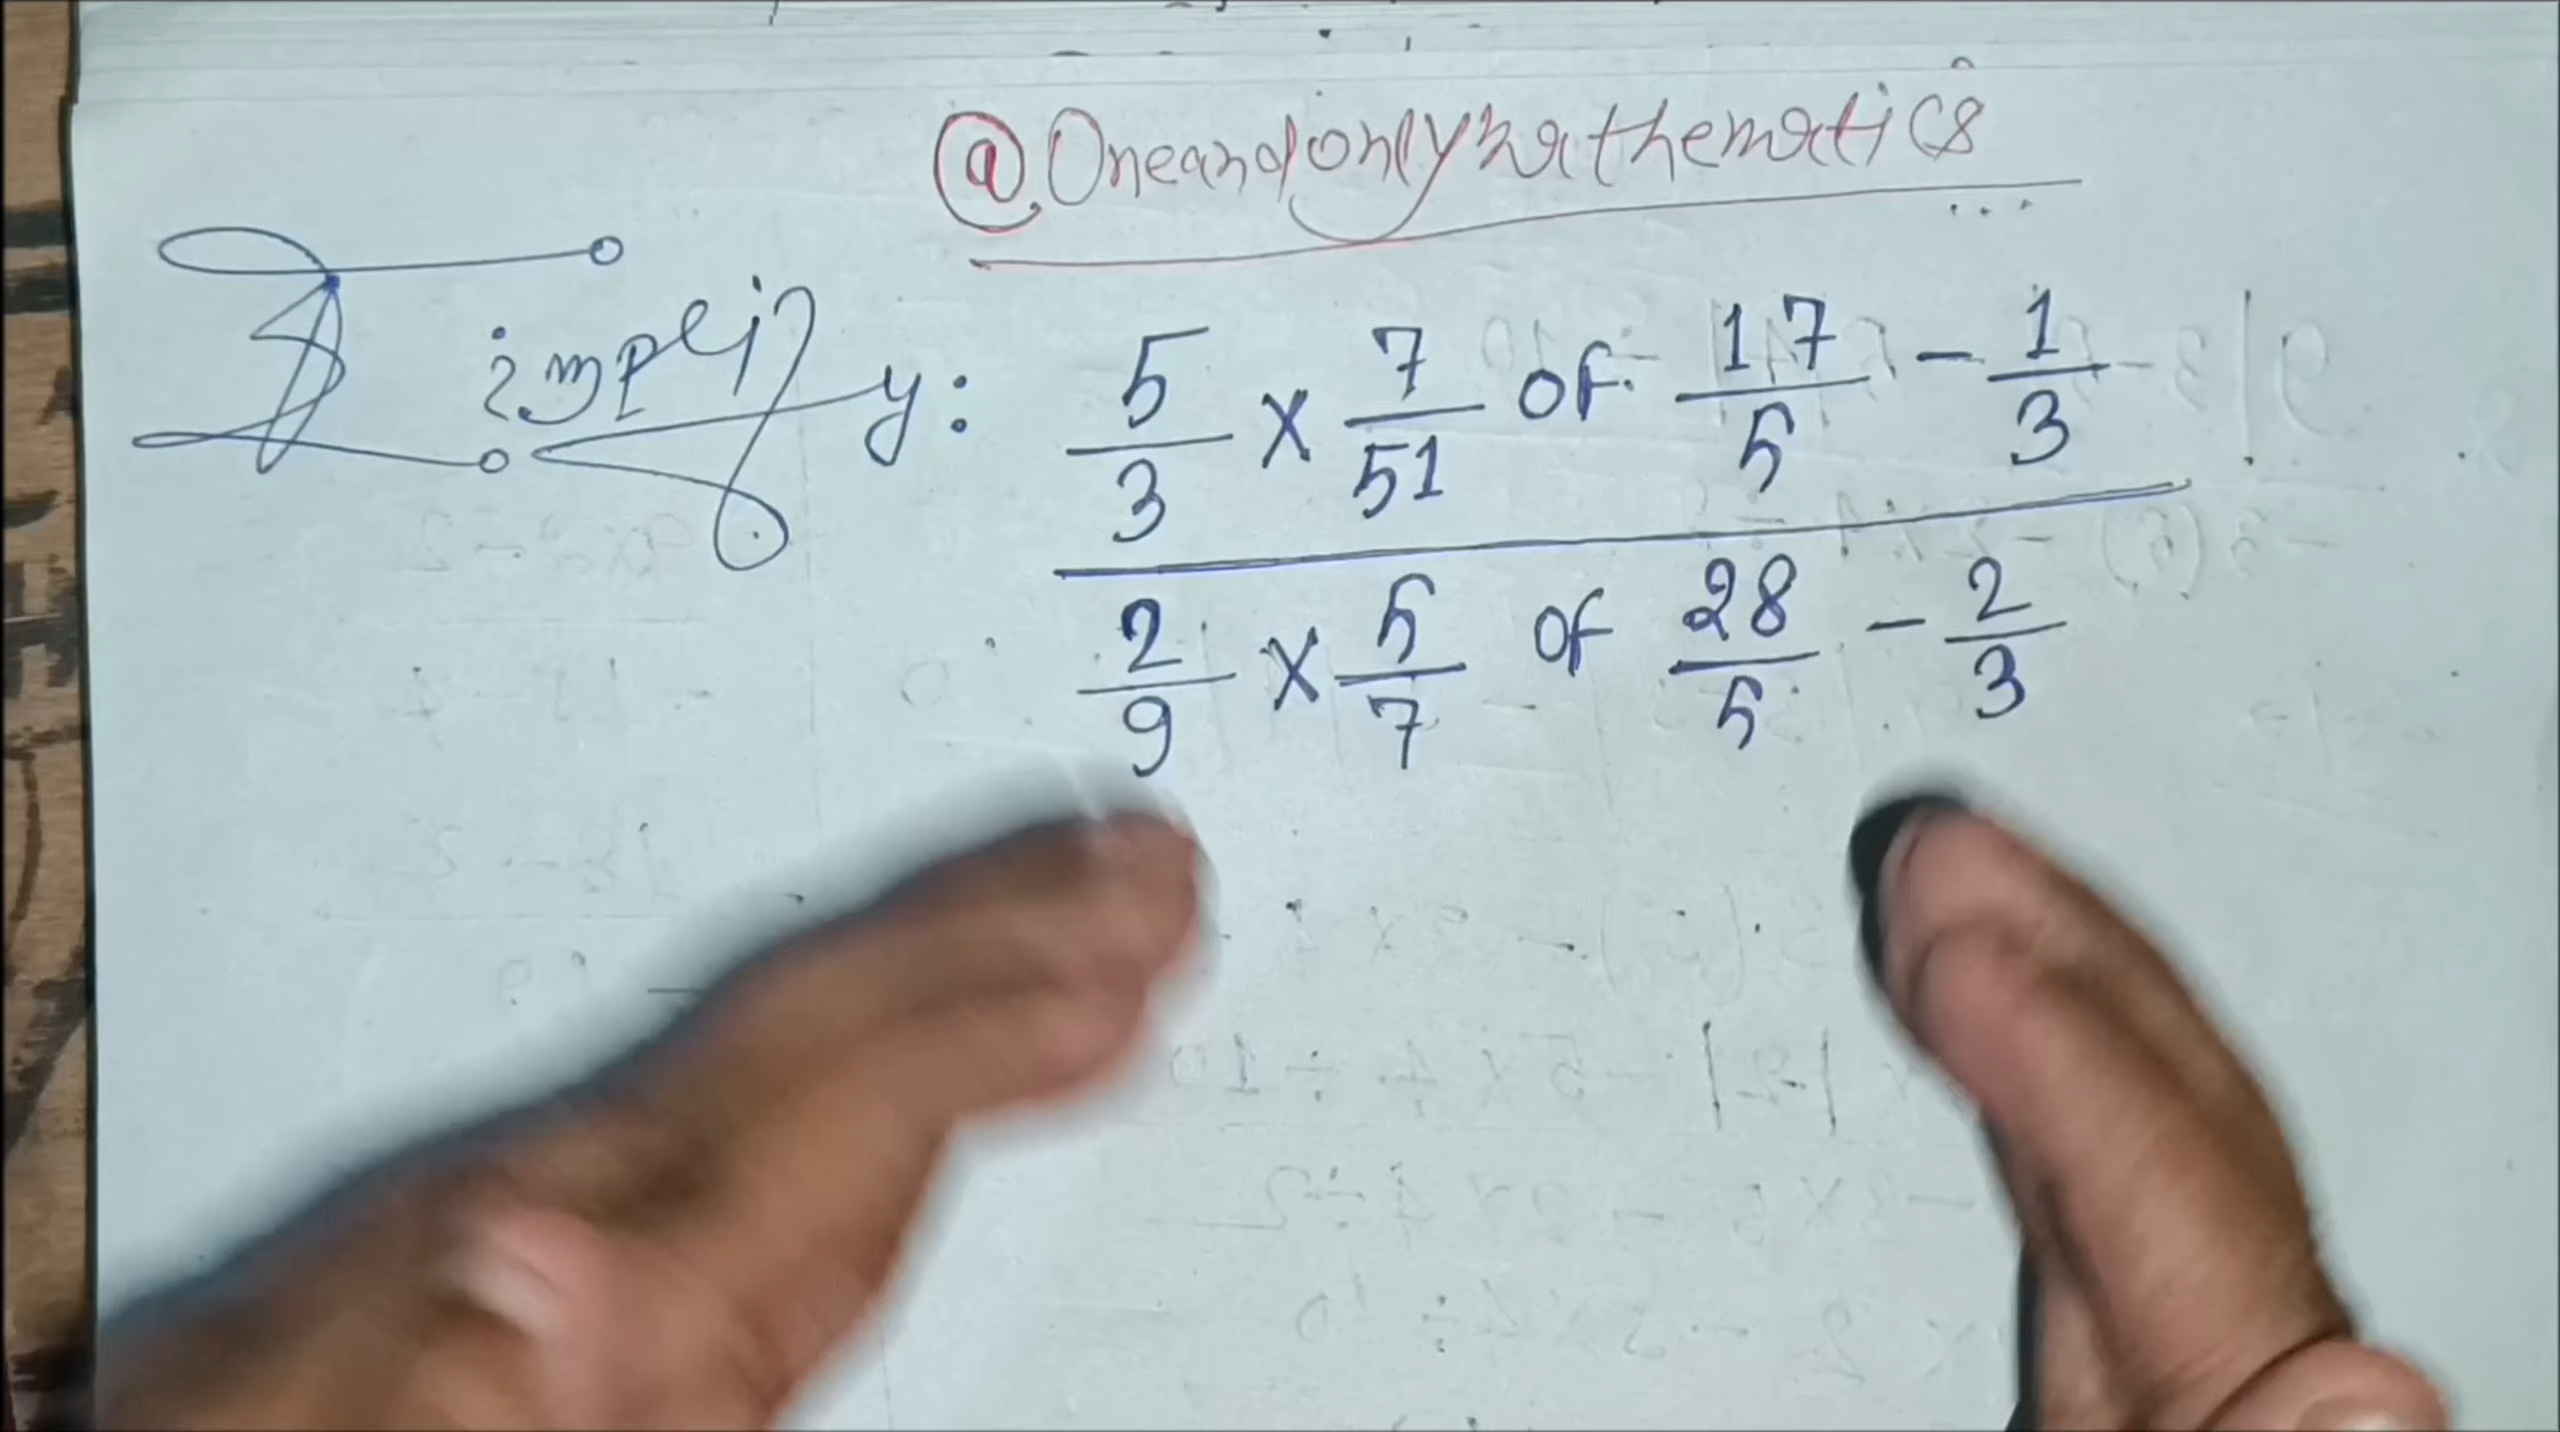 @Oneandonlymathematics
Simplify: 5/3 × 7/51 of 17/5 - 1/3
2/9 × 5/7 of 28/5 - 2/3